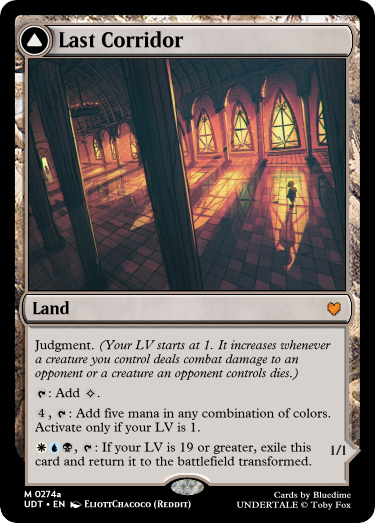 Last Corridor
Land
Judgment. (Your LV starts at 1. It increases whenever
a creature you control deals combat damage to an
opponent or a creature an opponent controls dies.)
: Add .
4 , : Add five mana in any combination of colors.
Activate only if your LV is 1.
, : If your LV is 19 or greater, exile this
card and return it to the battlefield transformed.
1/1
M 0274a
UDT • EN EliottChacoco (Reddit)
Cards by Bluedime
UNDERTALE © Toby Fox